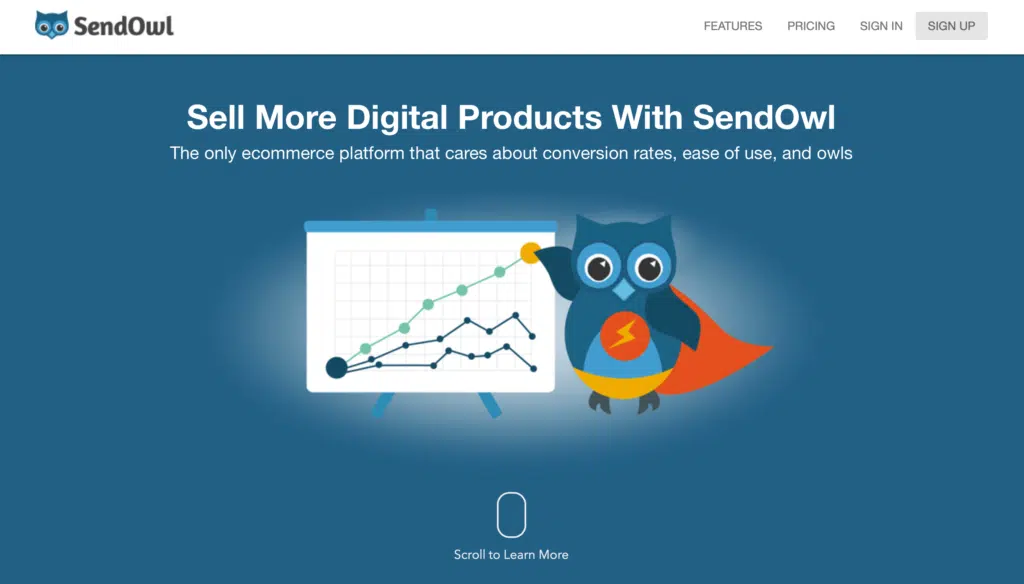 SendOwl
FEATURES
PRICING
SIGN IN
SIGN UP
Sell More Digital Products With SendOwl
The only ecommerce platform that cares about conversion rates, ease of use, and owls
Scroll to Learn More